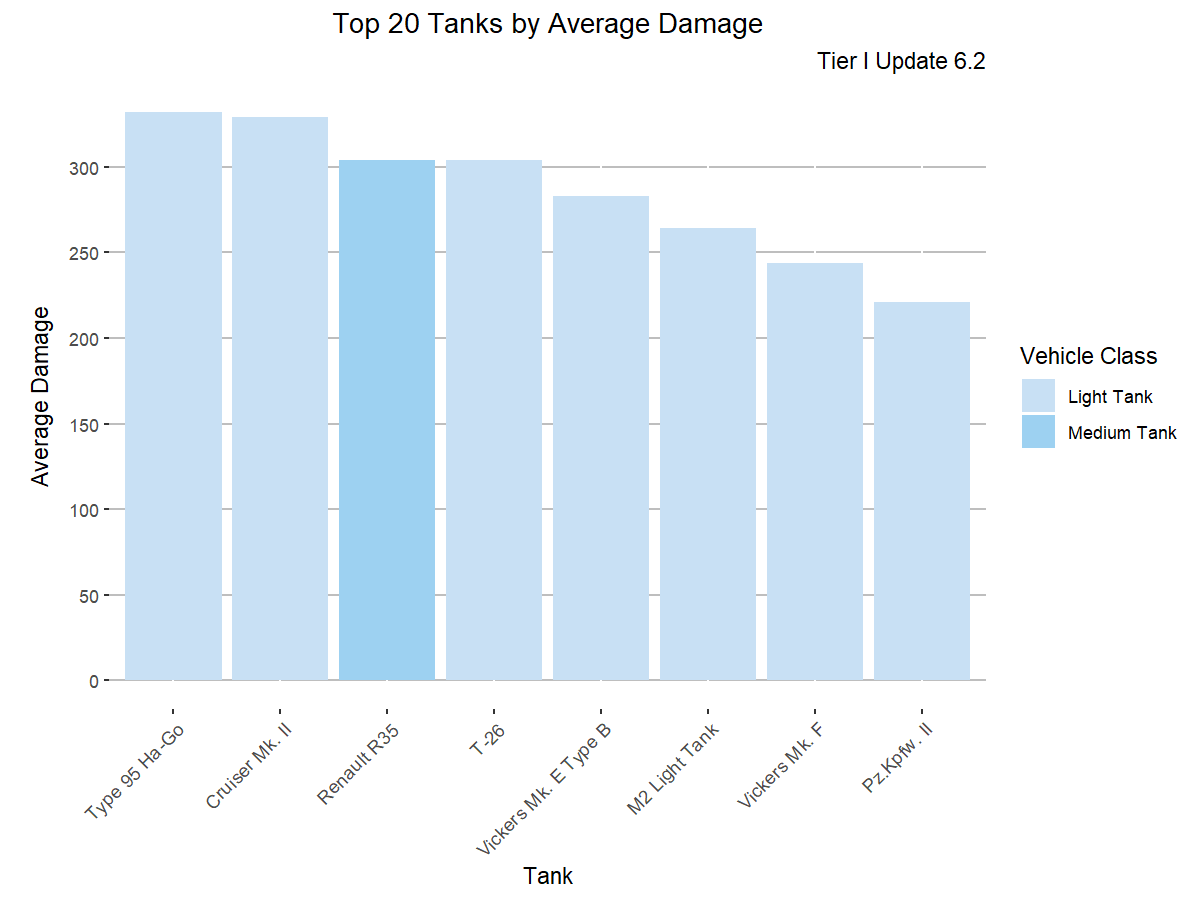 Top 20 Tanks by Average Damage
Tier I Update 6.2
Average Damage
300
250
200
150
100
50
0
Type 95 Ha-Go
Cruiser Mk. II
Renault R35
T-26
Vickers Mk. E Type B
M2 Light Tank
Vickers Mk. F
Pz.Kpfw. II
Tank
Vehicle Class
Light Tank
Medium Tank